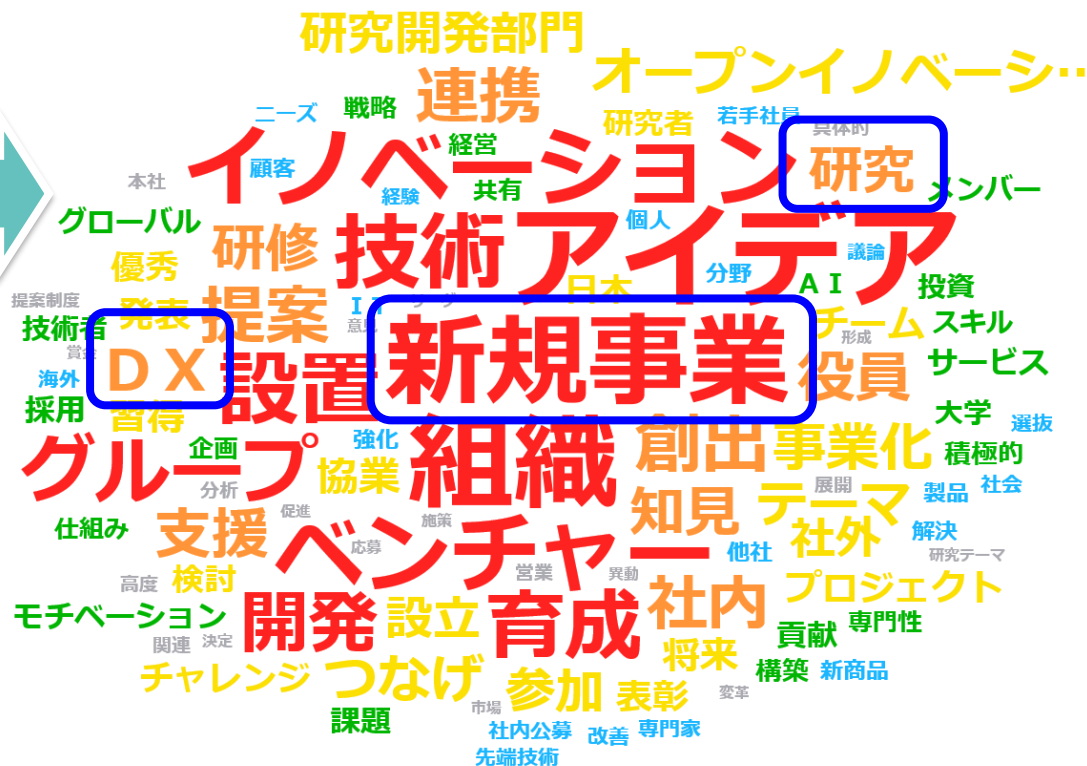 研究開発部門
オープンイノベーシ…
連携
ニーズ
戦略
研究者
若手社員
具体的
イノベーション
経営
研究
顧客
本社
経験
共有
メンバー
グローバル
技術
アイデア
個人
研修
議論
優秀
分野
日本
AI
投資
提案制度
発表
提案
IT
意見
技術者
新規事業
チーム
形成
スキル
賞金
DX
設置
役員
サービス
海外
採用
習得
大学
選抜
グループ
企画
強化
組織
創出
事業化
積極的
協業
分析
展開
製品
社会
促進
知見
テーマ
仕組み
支援
施策
社外
解決
ベンチャー
応募
他社
研究テーマ
高度
検討
営業
異動
社内
プロジェクト
モチベーション
開発
設立
育成
貢献
専門性
関連
決定
将来
チャレンジ
つなげ
構築
新商品
参加
表彰
変革
市場
課題
社内公募
改善
専門家
先端技術